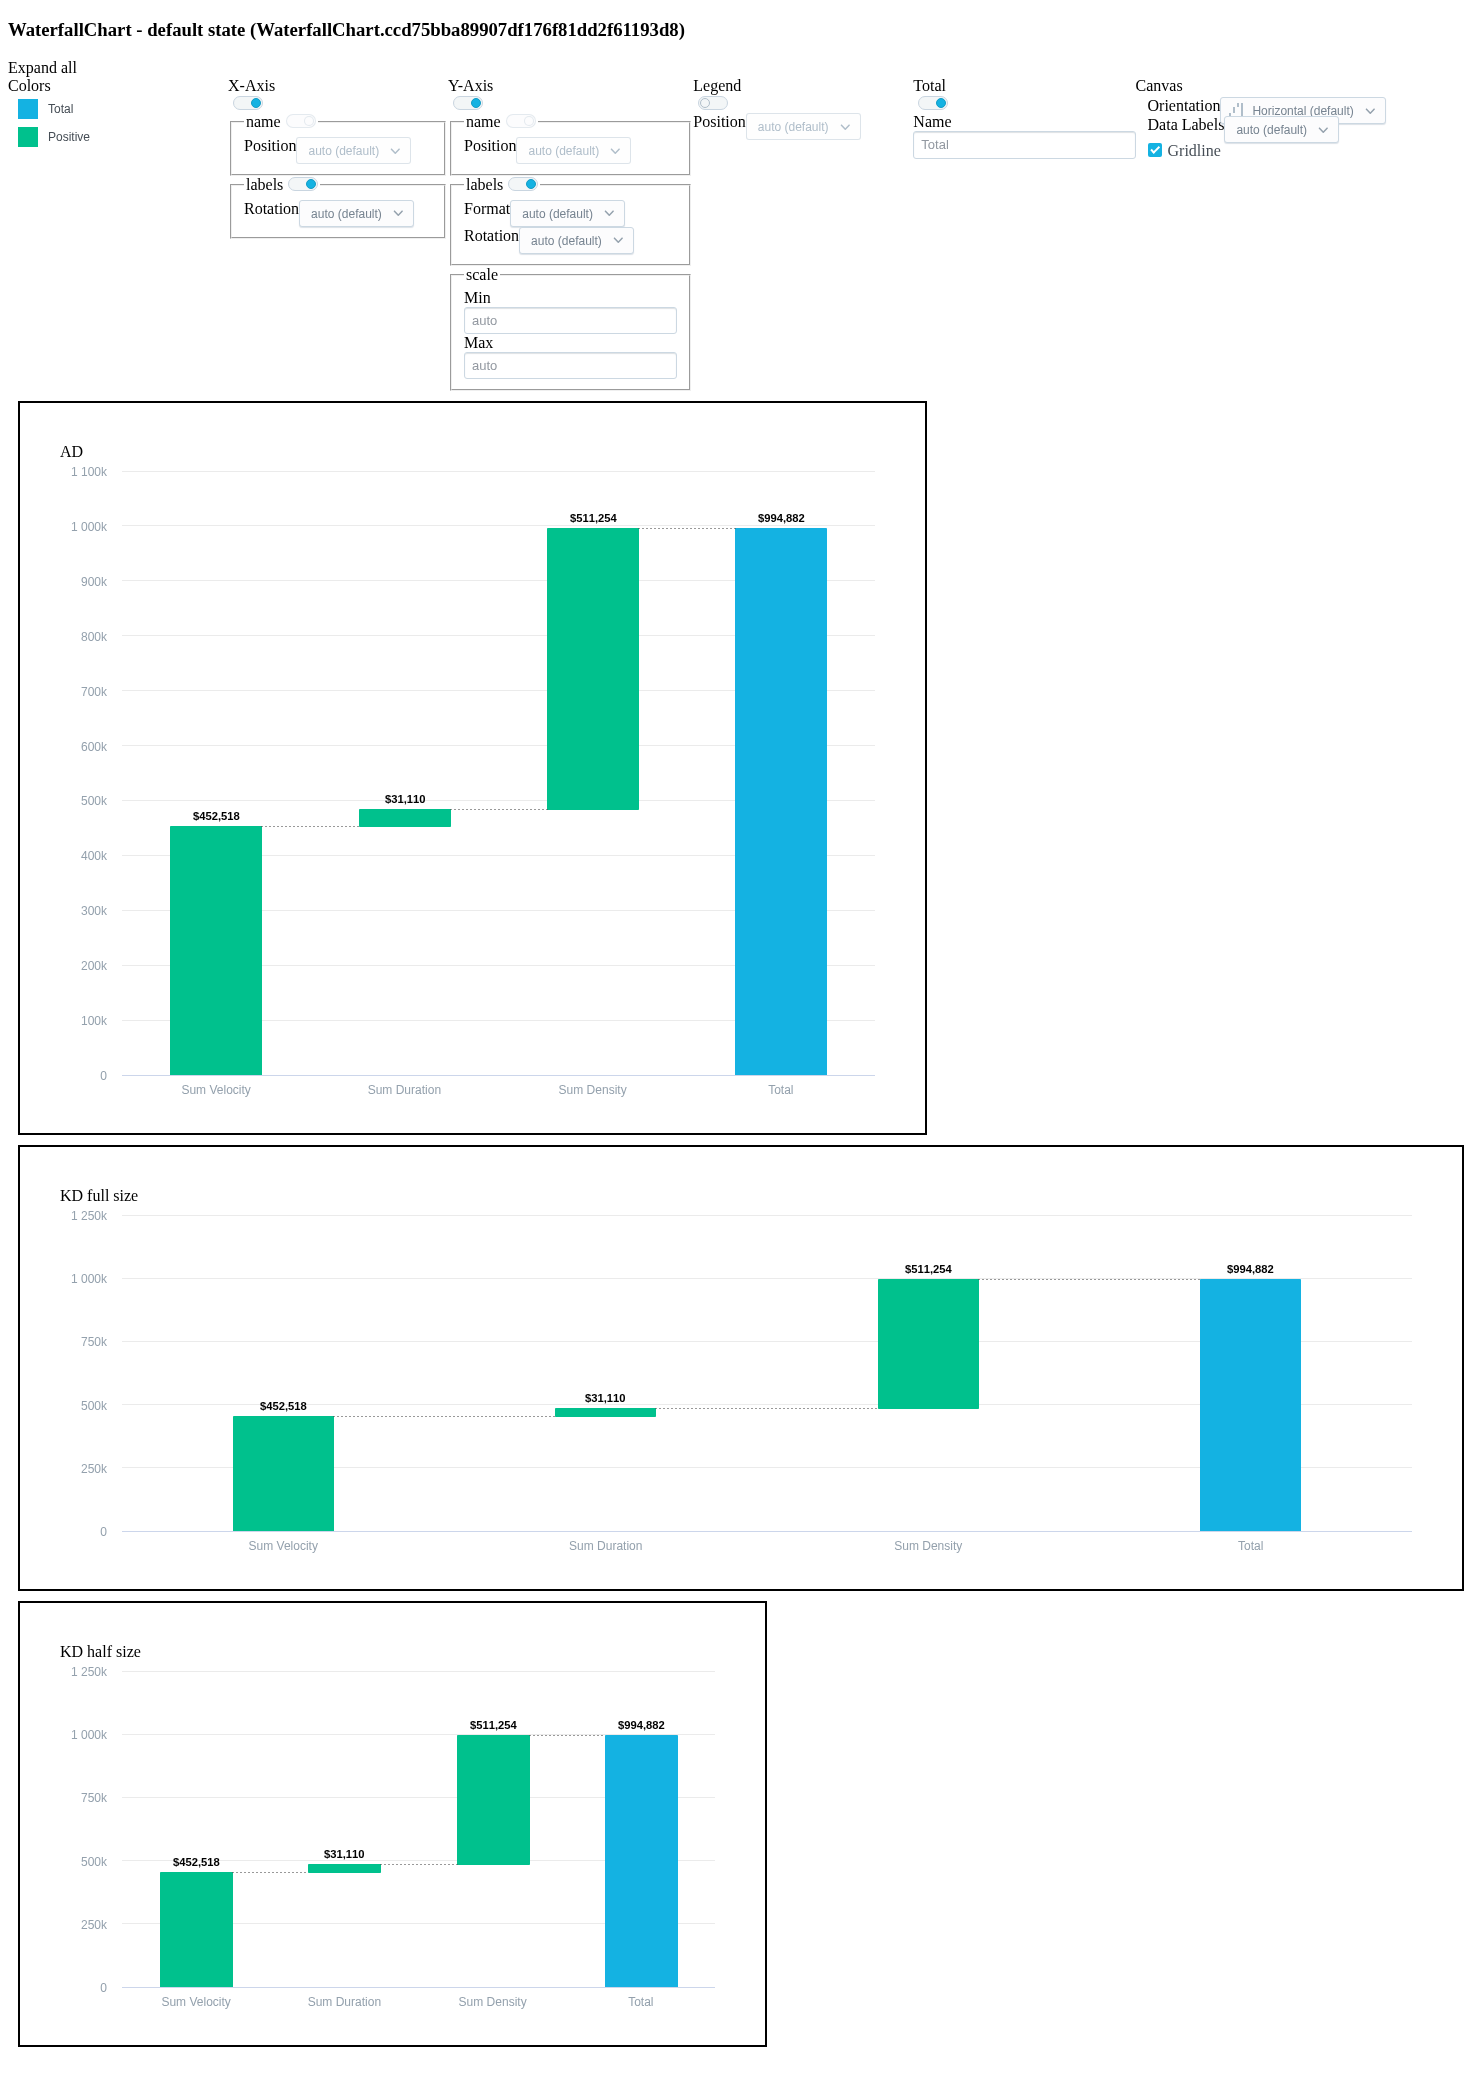 WaterfallChart - default state (WaterfallChart.ccd75bba89907df176f81dd2f61193d8)
Expand all
Colors
Total
Positive
X-Axis
name
Position auto (default)
labels
Rotation auto (default)
Y-Axis
name
Position auto (default)
labels
Format auto (default)
Rotation auto (default)
scale
Min
auto
Max
auto
Legend
Position auto (default)
Total
Name
Total
Canvas
Orientation Horizontal (default)
Data Labels auto (default)
Gridline
AD
1 100k
1 000k
900k
800k
700k
600k
500k
400k
300k
200k
100k
0
$452,518
$31,110
$511,254
$994,882
Sum Velocity
Sum Duration
Sum Density
Total
KD full size
1 250k
1 000k
750k
500k
250k
0
$452,518
$31,110
$511,254
$994,882
Sum Velocity
Sum Duration
Sum Density
Total
KD half size
1 250k
1 000k
750k
500k
250k
0
$452,518
$31,110
$511,254
$994,882
Sum Velocity
Sum Duration
Sum Density
Total